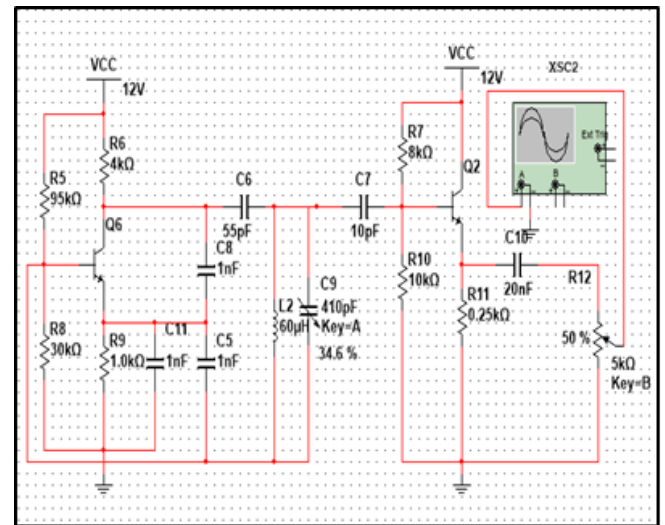 VCC
12V
R6
4kΩ
R5
95kΩ
Q6
C6
55pF
C8
1nF
R8
30kΩ
R9
1.0kΩ
C11
1nF
C5
1nF
L2
60µH
C9
410pF
Key=A
34.6 %
C7
10pF
VCC
12V
R7
8kΩ
Q2
R10
10kΩ
R11
0.25kΩ
C10
20nF
R12
50 %
5kΩ
Key=B
XSC2
Ext Trig
A
B